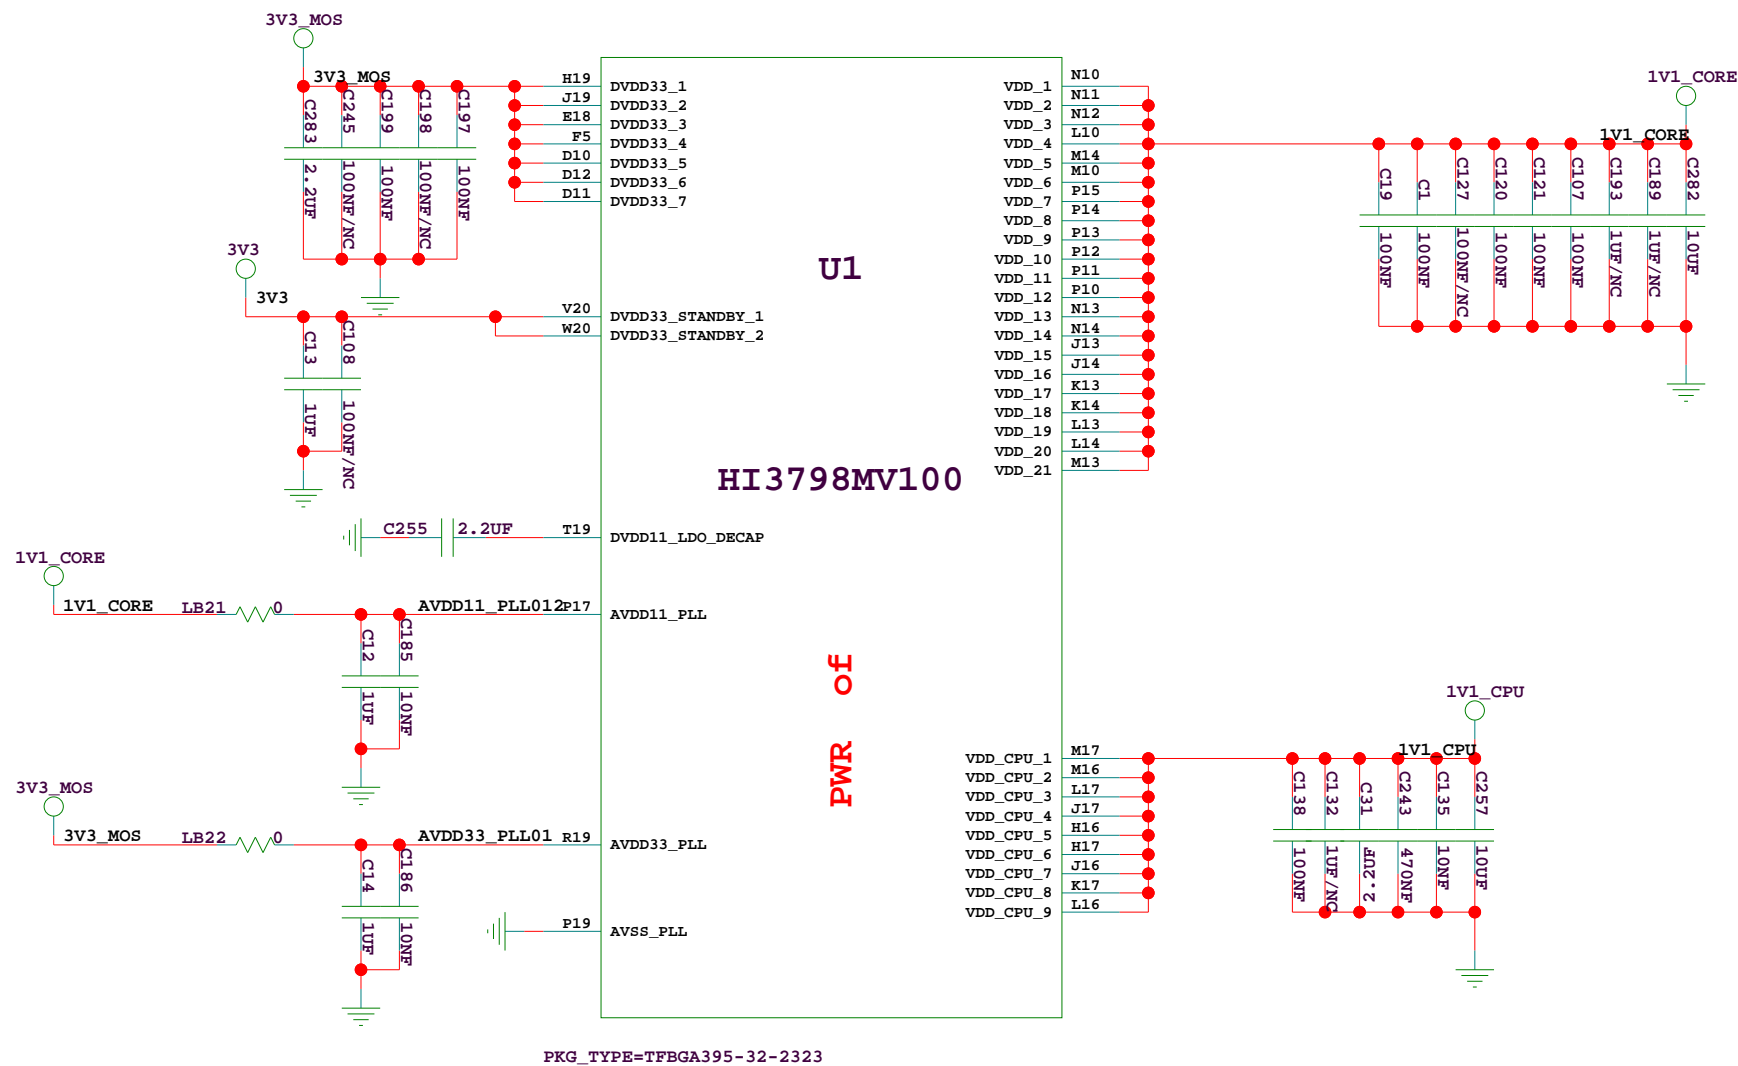 3V3_MOS
3V3_MOS
C283
C245
C199
C198
C197
2.2UF
100NF/NC
100NF
100NF/NC
100NF
H19 DVDD33_1
J19 DVDD33_2
E18 DVDD33_3
F5 DVDD33_4
D10 DVDD33_5
D12 DVDD33_6
D11 DVDD33_7
3V3
3V3
C13
C108
1UF
100NF/NC
V20 DVDD33_STANDBY_1
W20 DVDD33_STANDBY_2
C255 2.2UF T19 DVDD11_LDO_DECAP
1V1_CORE
1V1_CORE LB21 0 AVDD11_PLL012 P17 AVDD11_PLL
C12
C185
1UF
10NF
3V3_MOS
3V3_MOS LB22 0 AVDD33_PLL01 R19 AVDD33_PLL
C14
C186
1UF
10NF
P19 AVSS_PLL
U1
HI3798MV100
PWR of
VDD_1 N10
VDD_2 N11
VDD_3 N12
VDD_4 L10
VDD_5 M14
VDD_6 M10
VDD_7 P15
VDD_8 P14
VDD_9 P13
VDD_10 P12
VDD_11 P11
VDD_12 P10
VDD_13 N13
VDD_14 N14
VDD_15 J13
VDD_16 J14
VDD_17 K13
VDD_18 K14
VDD_19 L13
VDD_20 L14
VDD_21 M13
1V1_CORE
1V1_CORE
C19
C1
C127
C120
C121
C107
C193
C189
C282
100NF
100NF
100NF/NC
100NF
100NF
100NF
1UF/NC
1UF/NC
10UF
VDD_CPU_1 M17
VDD_CPU_2 M16
VDD_CPU_3 L17
VDD_CPU_4 J17
VDD_CPU_5 H16
VDD_CPU_6 H17
VDD_CPU_7 J16
VDD_CPU_8 K17
VDD_CPU_9 L16
1V1_CPU
1V1_CPU
C138
C132
C31
C243
C135
C257
100NF
1UF/NC
2.2UF
470NF
10NF
10UF
PKG_TYPE=TFBGA395-32-2323